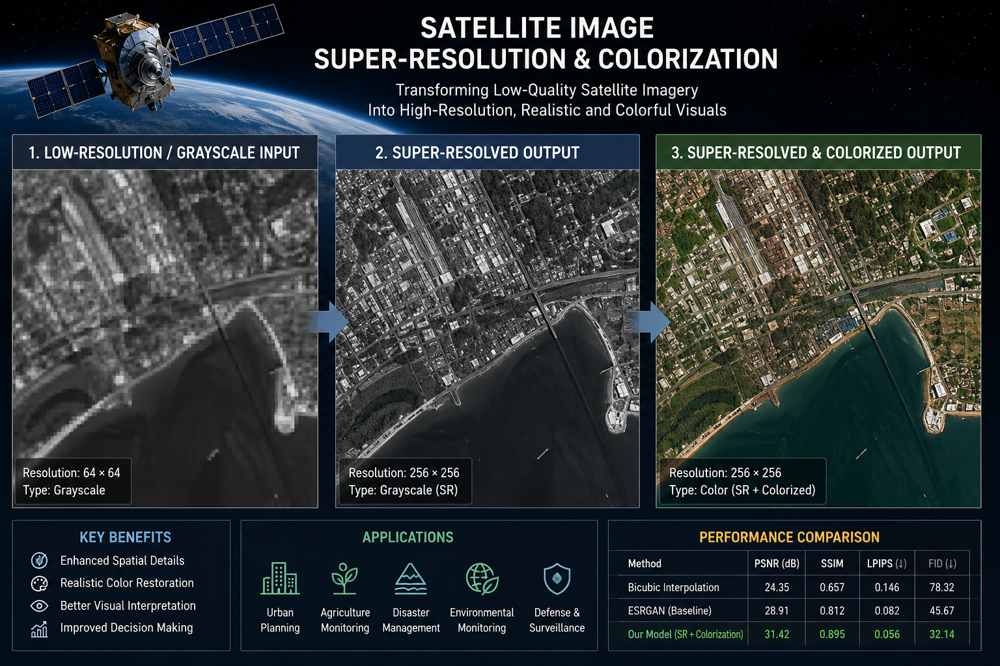 SATELLITE IMAGE
SUPER-RESOLUTION & COLORIZATION
Transforming Low-Quality Satellite Imagery
Into High-Resolution, Realistic and Colorful Visuals
1. LOW-RESOLUTION / GRAYSCALE INPUT
Resolution: 64 × 64
Type: Grayscale
2. SUPER-RESOLVED OUTPUT
Resolution: 256 × 256
Type: Grayscale (SR)
3. SUPER-RESOLVED & COLORIZED OUTPUT
Resolution: 256 × 256
Type: Color (SR + Colorized)
KEY BENEFITS
Enhanced Spatial Details
Realistic Color Restoration
Better Visual Interpretation
Improved Decision Making
APPLICATIONS
Urban
Planning
Agriculture
Monitoring
Disaster
Management
Environmental
Monitoring
Defense &
Surveillance
PERFORMANCE COMPARISON
Method PSNR (dB) SSIM LPIPS (↓) FID (↓)
Bicubic Interpolation 24.35 0.657 0.146 78.32
ESRGAN (Baseline) 28.91 0.812 0.082 45.67
Our Model (SR + Colorization) 31.42 0.895 0.056 32.14